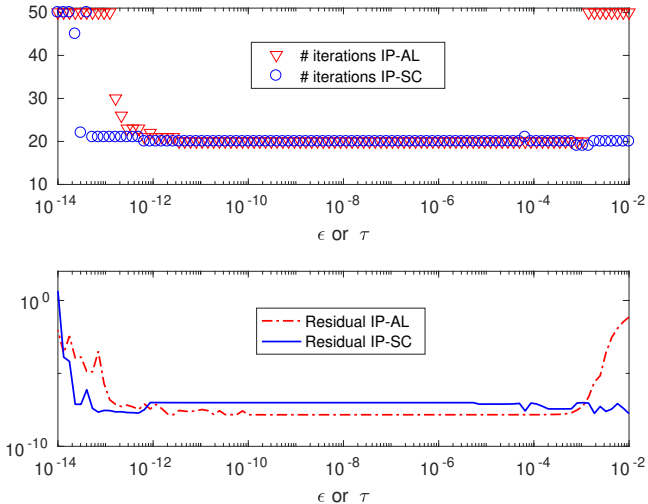 50
40
30
20
10
# iterations IP-AL
# iterations IP-SC
10^-14 10^-12 10^-10 10^-8 10^-6 10^-4 10^-2
ϵ or τ
10^0
10^-10
Residual IP-AL
Residual IP-SC
10^-14 10^-12 10^-10 10^-8 10^-6 10^-4 10^-2
ϵ or τ